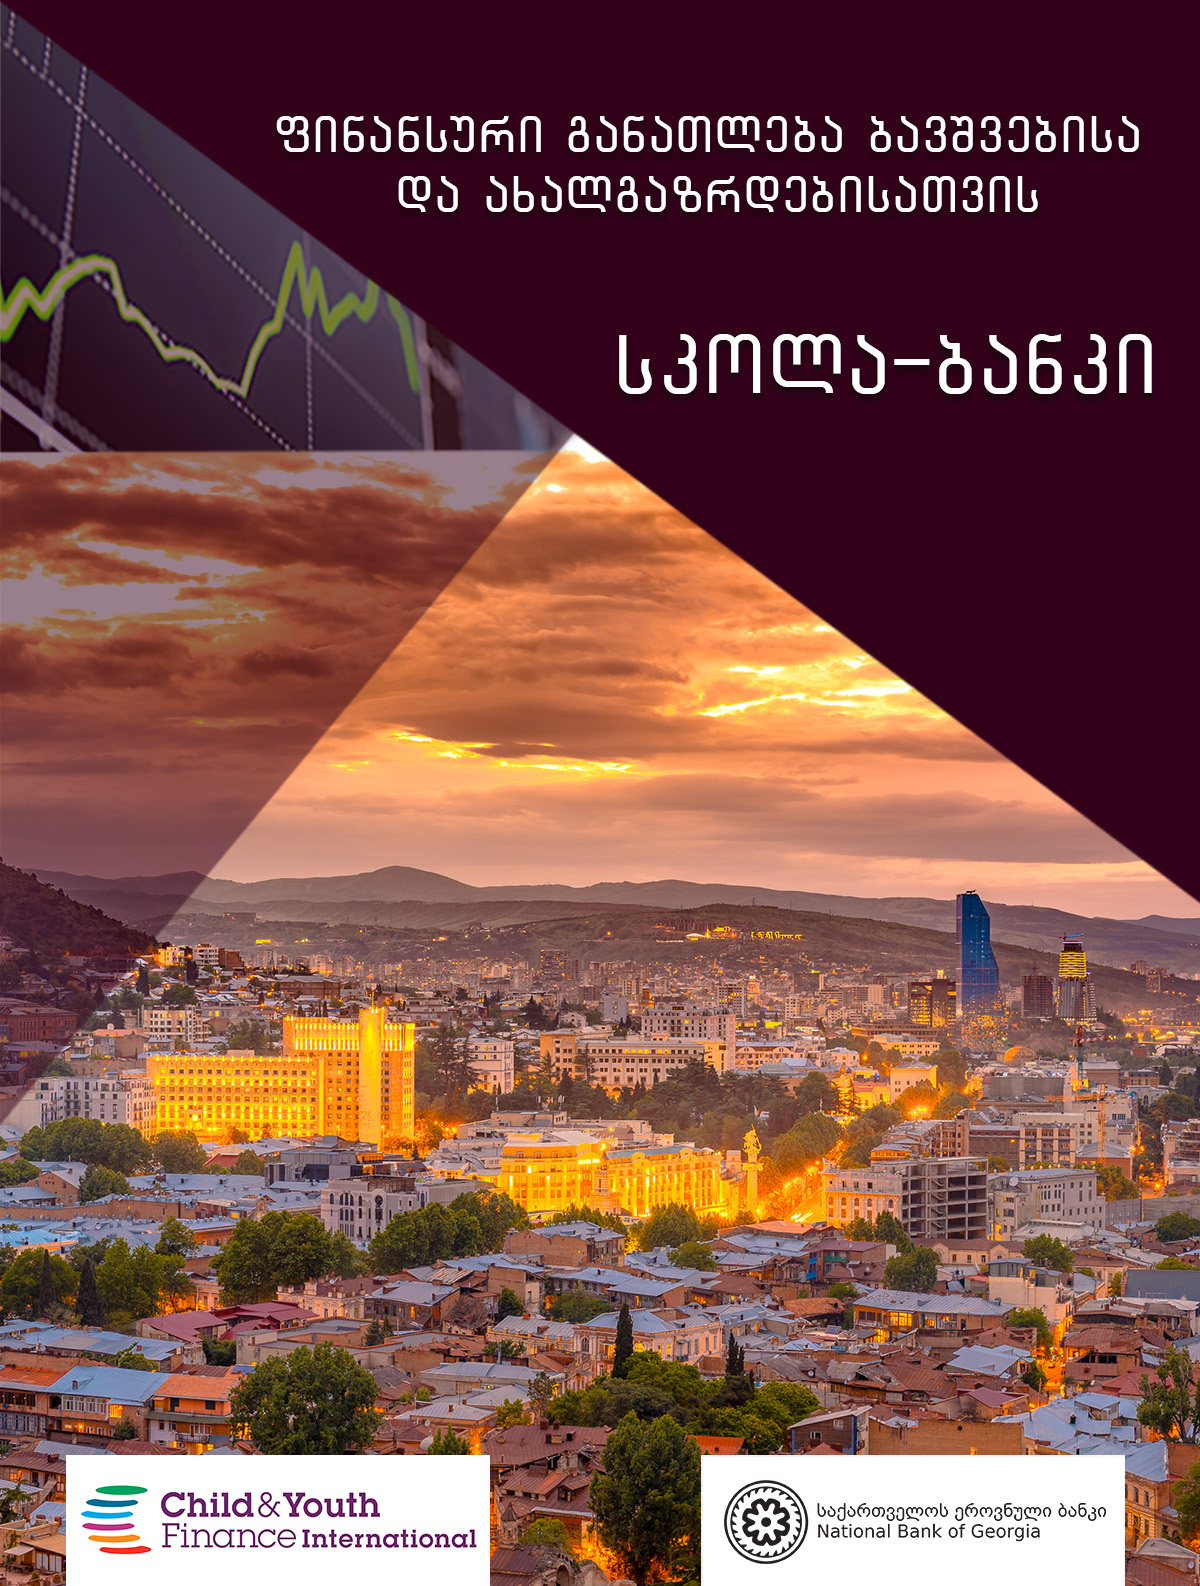 ფინანსური განათლება ბავშვებისა
და ახალგაზრდებისათვის
სკოლა-ბანკი
Child & Youth
Finance International
საქართველოს ეროვნული ბანკი
National Bank of Georgia